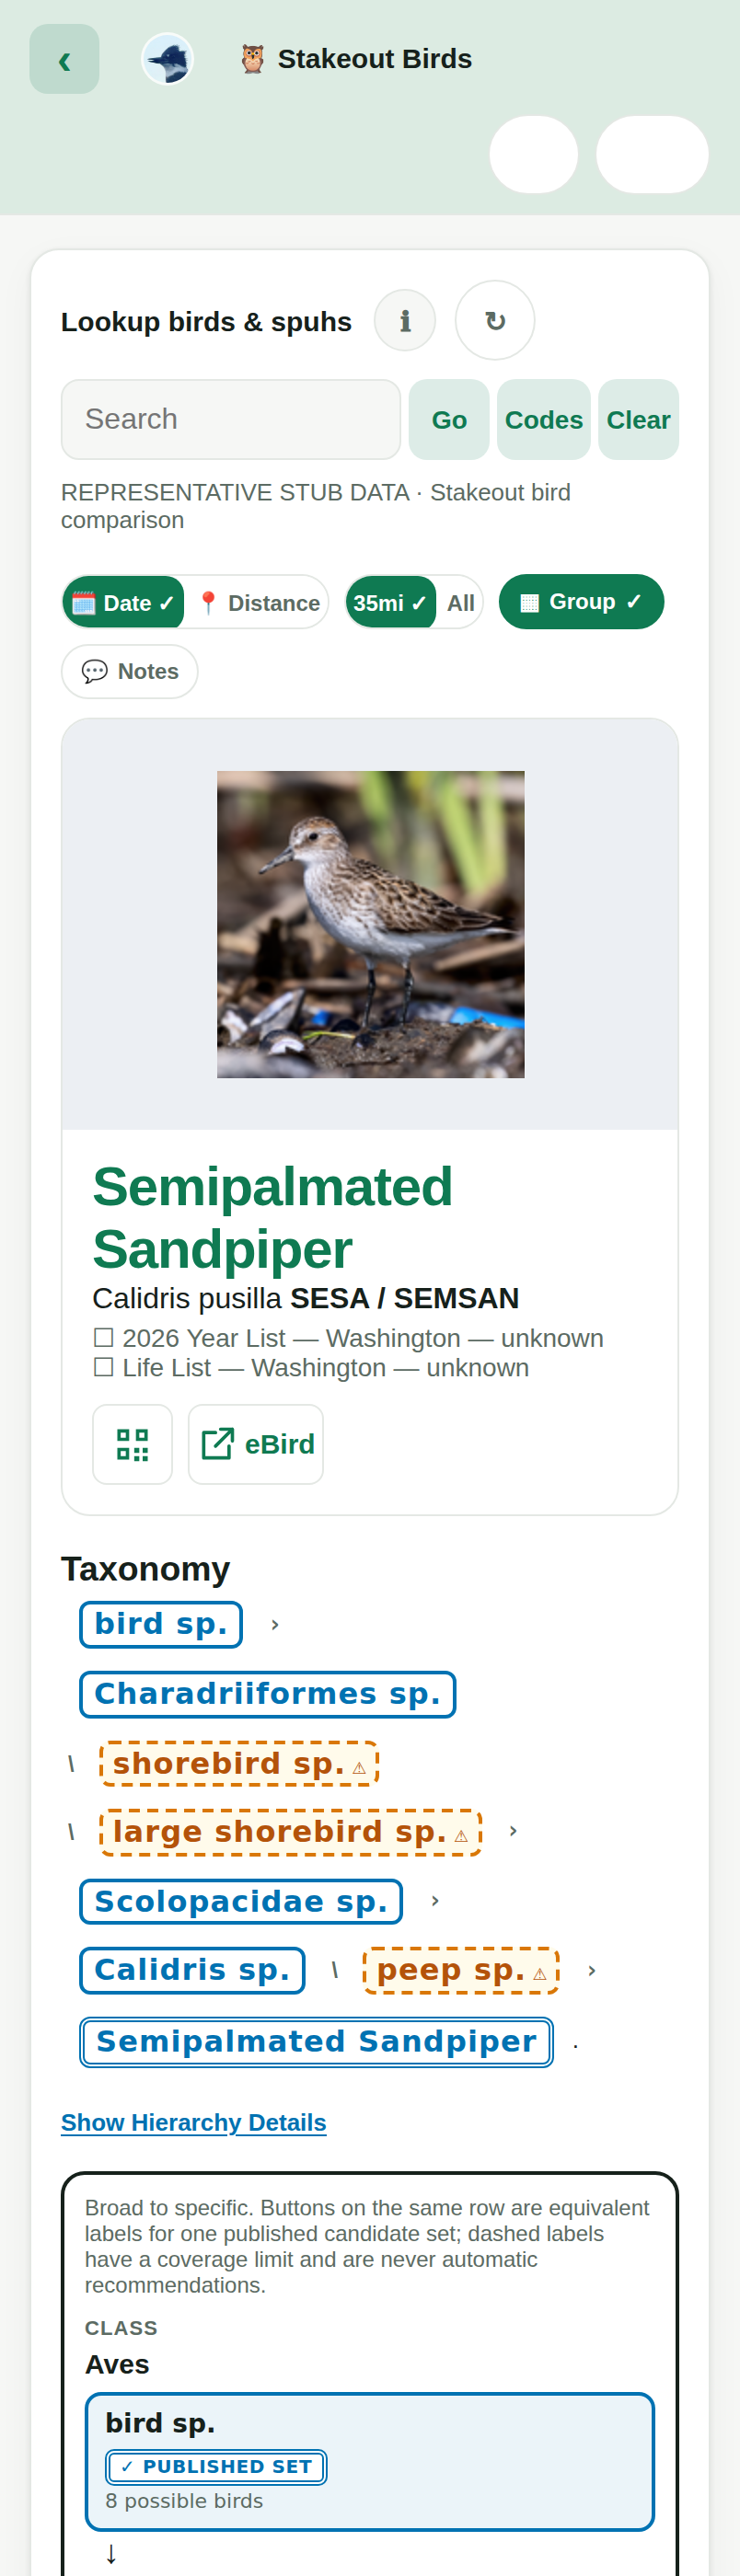 ‹ 🦉 Stakeout Birds
Lookup birds & spuhs ℹ ↻
Search Go Codes Clear
REPRESENTATIVE STUB DATA · Stakeout bird
comparison
🗓️ Date ✓ 📍 Distance 35mi ✓ All ▦ Group ✓
💬 Notes
Semipalmated
Sandpiper
Calidris pusilla SESA / SEMSAN
☐ 2026 Year List — Washington — unknown
☐ Life List — Washington — unknown
eBird
Taxonomy
bird sp. ›
Charadriiformes sp.
\ shorebird sp. ⚠
\ large shorebird sp. ⚠ ›
Scolopacidae sp. ›
Calidris sp. \ peep sp. ⚠ ›
Semipalmated Sandpiper .
Show Hierarchy Details
Broad to specific. Buttons on the same row are equivalent
labels for one published candidate set; dashed labels
have a coverage limit and are never automatic
recommendations.
CLASS
Aves
bird sp.
✓ PUBLISHED SET
8 possible birds
↓